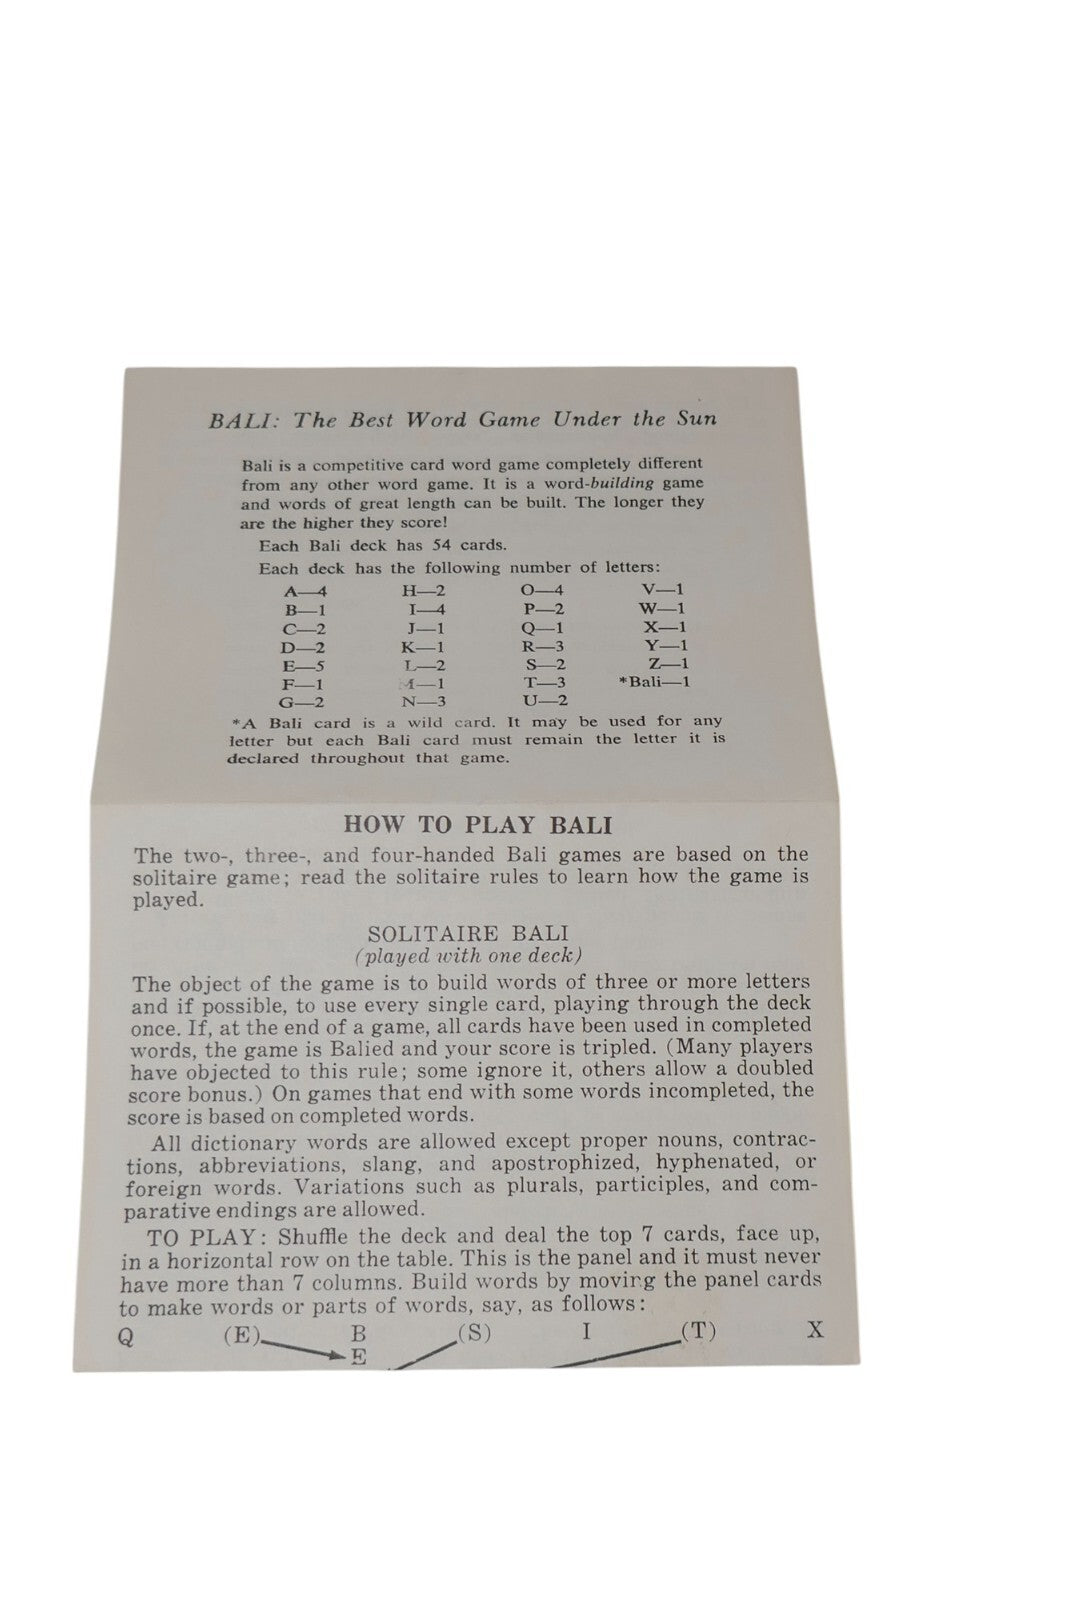 BALI: The Best Word Game Under the Sun
Bali is a competitive card word game completely different
from any other word game. It is a word-building game
and words of great length can be built. The longer they
are the higher they score!
Each Bali deck has 54 cards.
Each deck has the following number of letters:
A—4 H—2 O—4 V—1
B—1 I—4 P—2 W—1
C—2 J—1 Q—1 X—1
D—2 K—1 R—3 Y—1
E—5 L—2 S—2 Z—1
F—1 M—1 T—3 *Bali—1
G—2 N—3 U—2
*A Bali card is a wild card. It may be used for any
letter but each Bali card must remain the letter it is
declared throughout that game.
HOW TO PLAY BALI
The two-, three-, and four-handed Bali games are based on the
solitaire game; read the solitaire rules to learn how the game is
played.
SOLITAIRE BALI
(played with one deck)
The object of the game is to build words of three or more letters
and if possible, to use every single card, playing through the deck
once. If, at the end of a game, all cards have been used in completed
words, the game is Balied and your score is tripled. (Many players
have objected to this rule; some ignore it, others allow a doubled
score bonus.) On games that end with some words incompleted, the
score is based on completed words.
All dictionary words are allowed except proper nouns, contrac-
tions, abbreviations, slang, and apostrophized, hyphenated, or
foreign words. Variations such as plurals, participles, and com-
parative endings are allowed.
TO PLAY: Shuffle the deck and deal the top 7 cards, face up,
in a horizontal row on the table. This is the panel and it must never
have more than 7 columns. Build words by moving the panel cards
to make words or parts of words, say, as follows:
Q (E) B (S) I (T) X
E